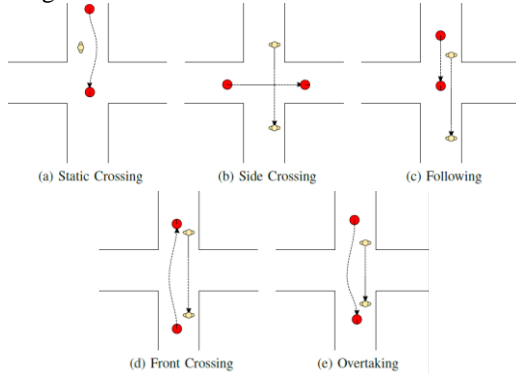 (a) Static Crossing
(b) Side Crossing
(c) Following
(d) Front Crossing
(e) Overtaking